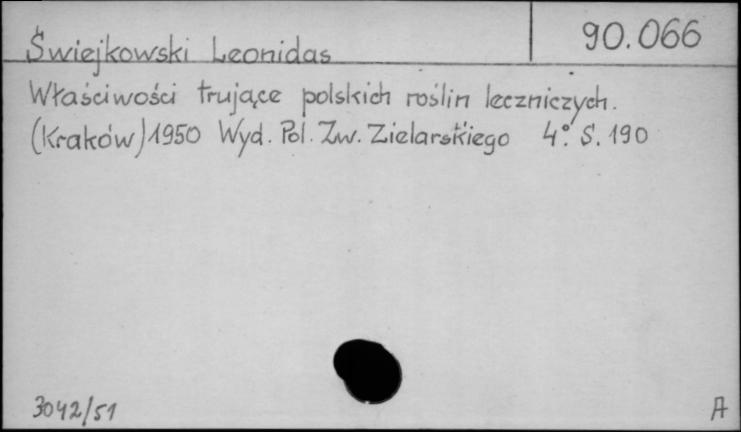 Świejkowski Leonidas
90.066
Właściwości trujące polskich roślin leczniczych.
(Kraków) 1950 Wyd. Pol. Zw. Zielarskiego 4° S. 190
3042/51
A